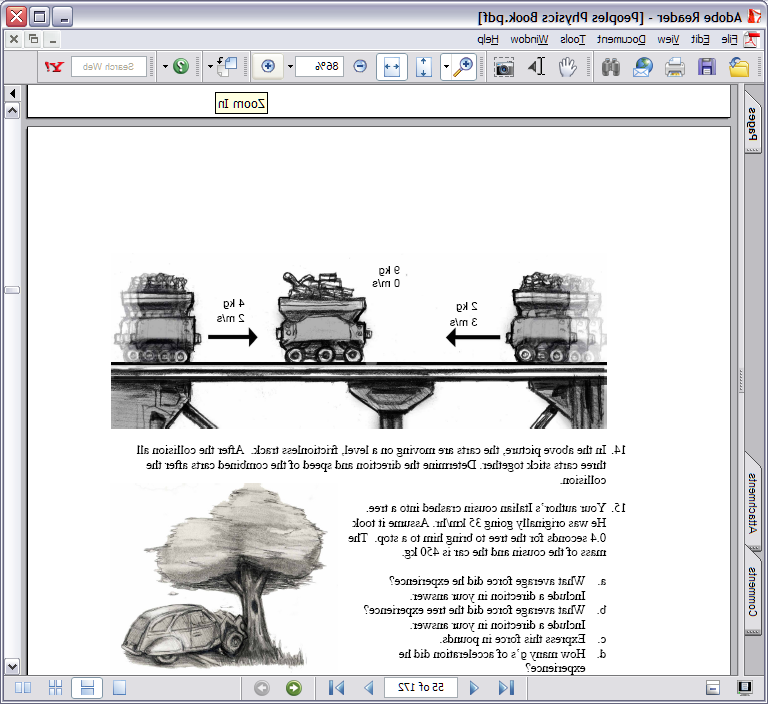 Adobe Reader - [Peoples Physics Book.pdf]
File Edit View Document Tools Window Help
86%
Search Web
Y!
Zoom In
Pages
Attachments
Comments
9 kg
0 m/s
4 kg
2 m/s
2 kg
3 m/s
14. In the above picture, the carts are moving on a level, frictionless track. After the collision all
three carts stick together. Determine the direction and speed of the combined carts after the
collision.
15. Your author's Italian cousin crashed into a tree.
He was originally going 35 km/hr. Assume it took
0.4 seconds for the tree to bring him to a stop. The
mass of the cousin and the car is 450 kg.
a. What average force did he experience?
Include a direction in your answer.
b. What average force did the tree experience?
Include a direction in your answer.
c. Express this force in pounds.
d. How many g's of acceleration did he
experience?
55 of 172